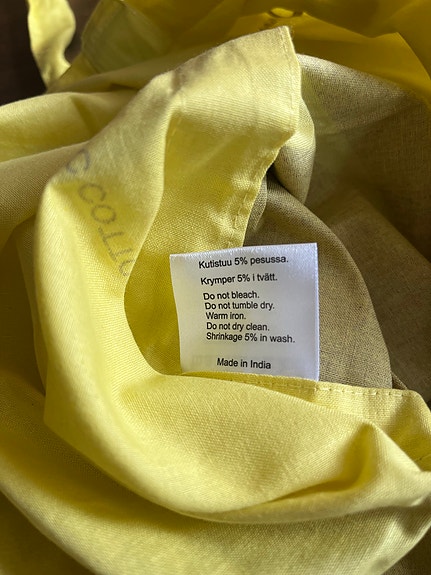 Kutistuu 5% pesussa.
Krymper 5% i tvätt.
Do not bleach.
Do not tumble dry.
Warm iron.
Do not dry clean.
Shrinkage 5% in wash.
Made in India